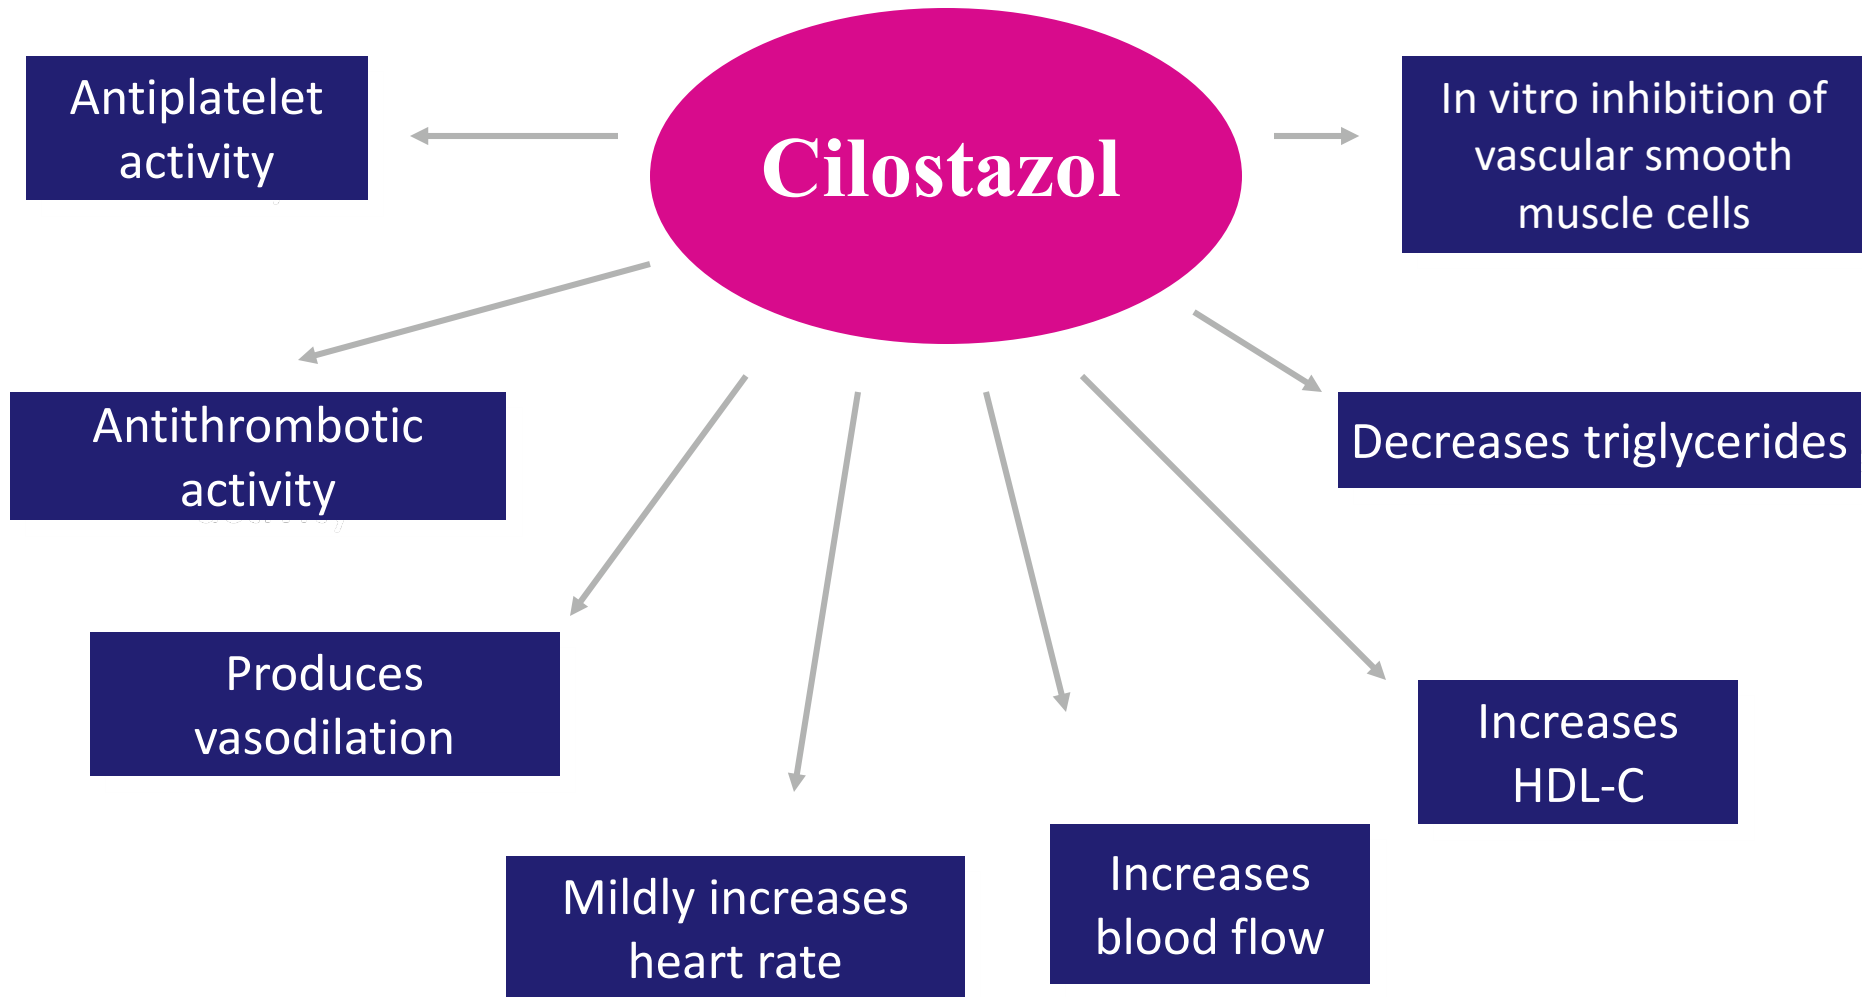 Cilostazol
Antiplatelet
activity
In vitro inhibition of
vascular smooth
muscle cells
Antithrombotic
activity
Decreases triglycerides
Produces
vasodilation
Increases
HDL-C
Mildly increases
heart rate
Increases
blood flow